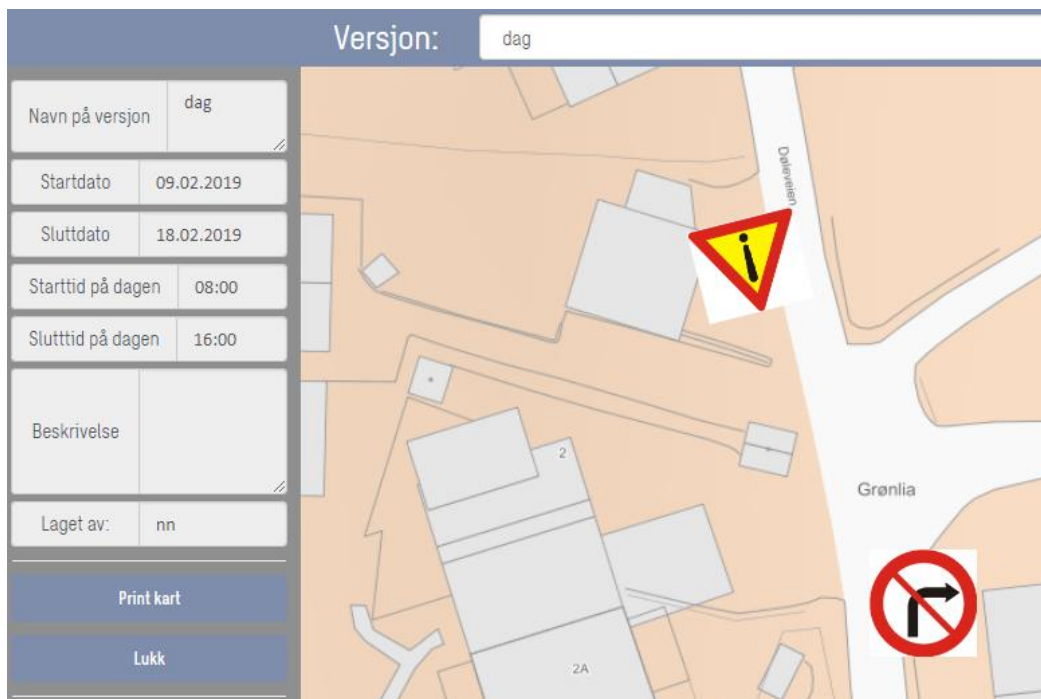 Versjon: dag
Navn på versjon dag
Startdato 09.02.2019
Sluttdato 18.02.2019
Starttid på dagen 08:00
Slutttid på dagen 16:00
Beskrivelse
Laget av: nn
Print kart
Lukk
Døleveien
2
Grønlia
2A